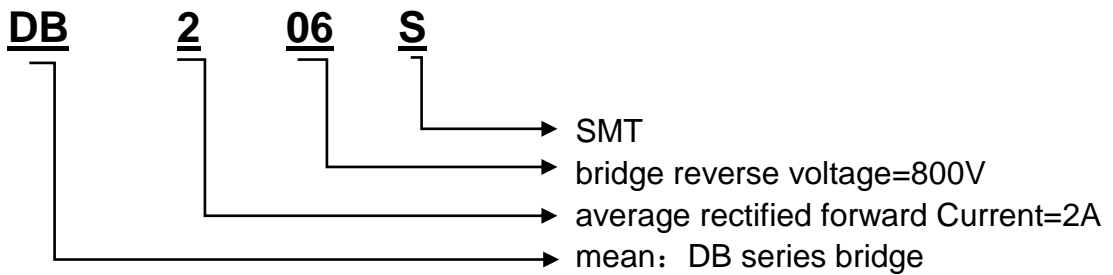 DB 2 06 S
SMT
bridge reverse voltage=800V
average rectified forward Current=2A
mean：DB series bridge